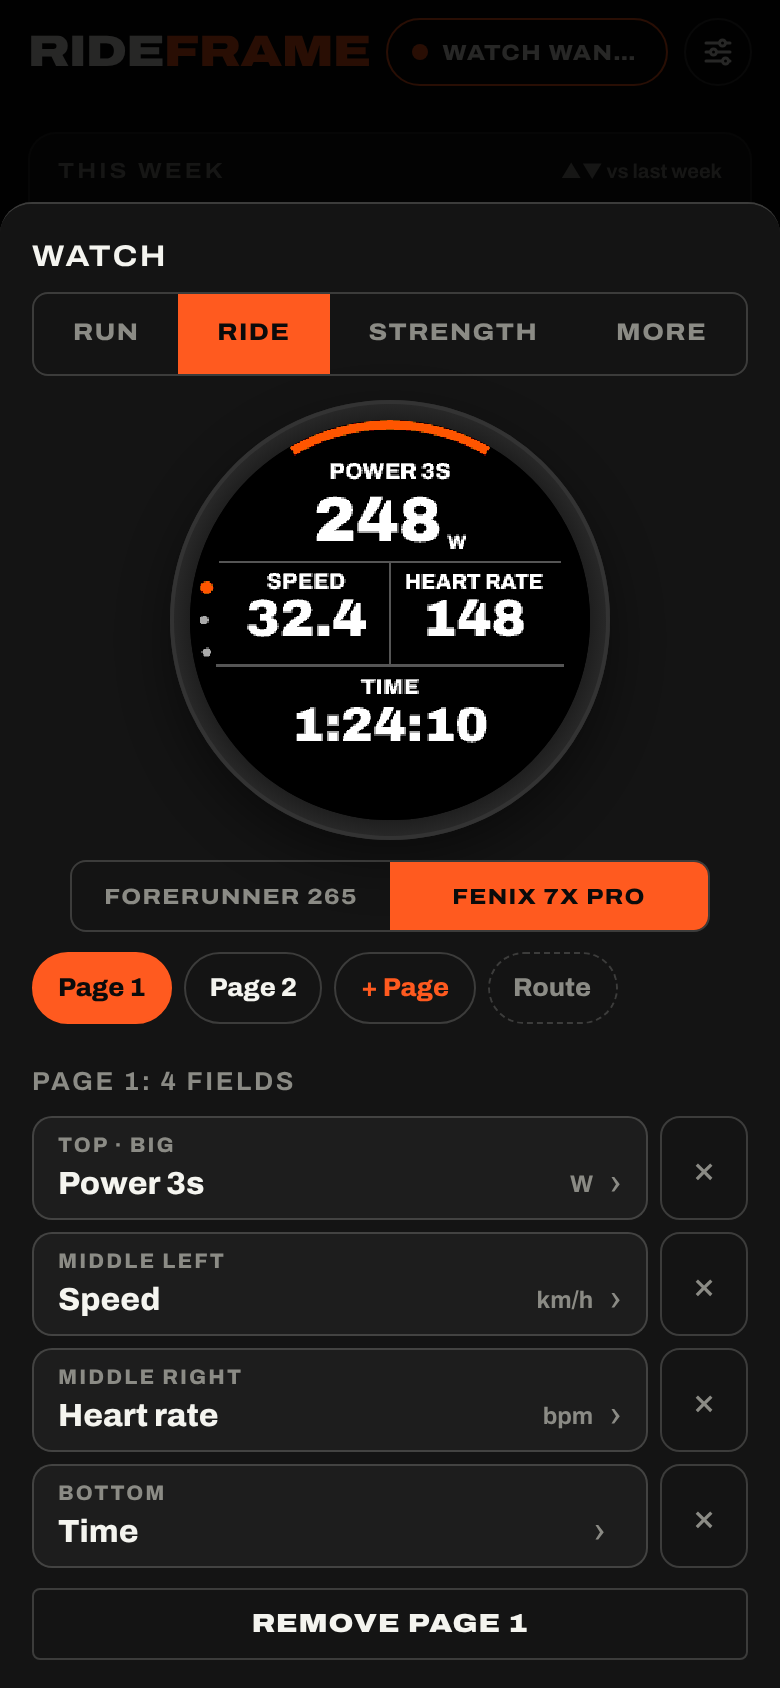 RIDEFRAME
WATCH WAN...
THIS WEEK
▲▼ vs last week
WATCH
RUN
RIDE
STRENGTH
MORE
POWER 3S
248 W
SPEED
HEART RATE
32.4
148
TIME
1:24:10
FORERUNNER 265
FENIX 7X PRO
Page 1
Page 2
+ Page
Route
PAGE 1: 4 FIELDS
TOP · BIG
Power 3s
W ›
×
MIDDLE LEFT
Speed
km/h ›
×
MIDDLE RIGHT
Heart rate
bpm ›
×
BOTTOM
Time
›
×
REMOVE PAGE 1